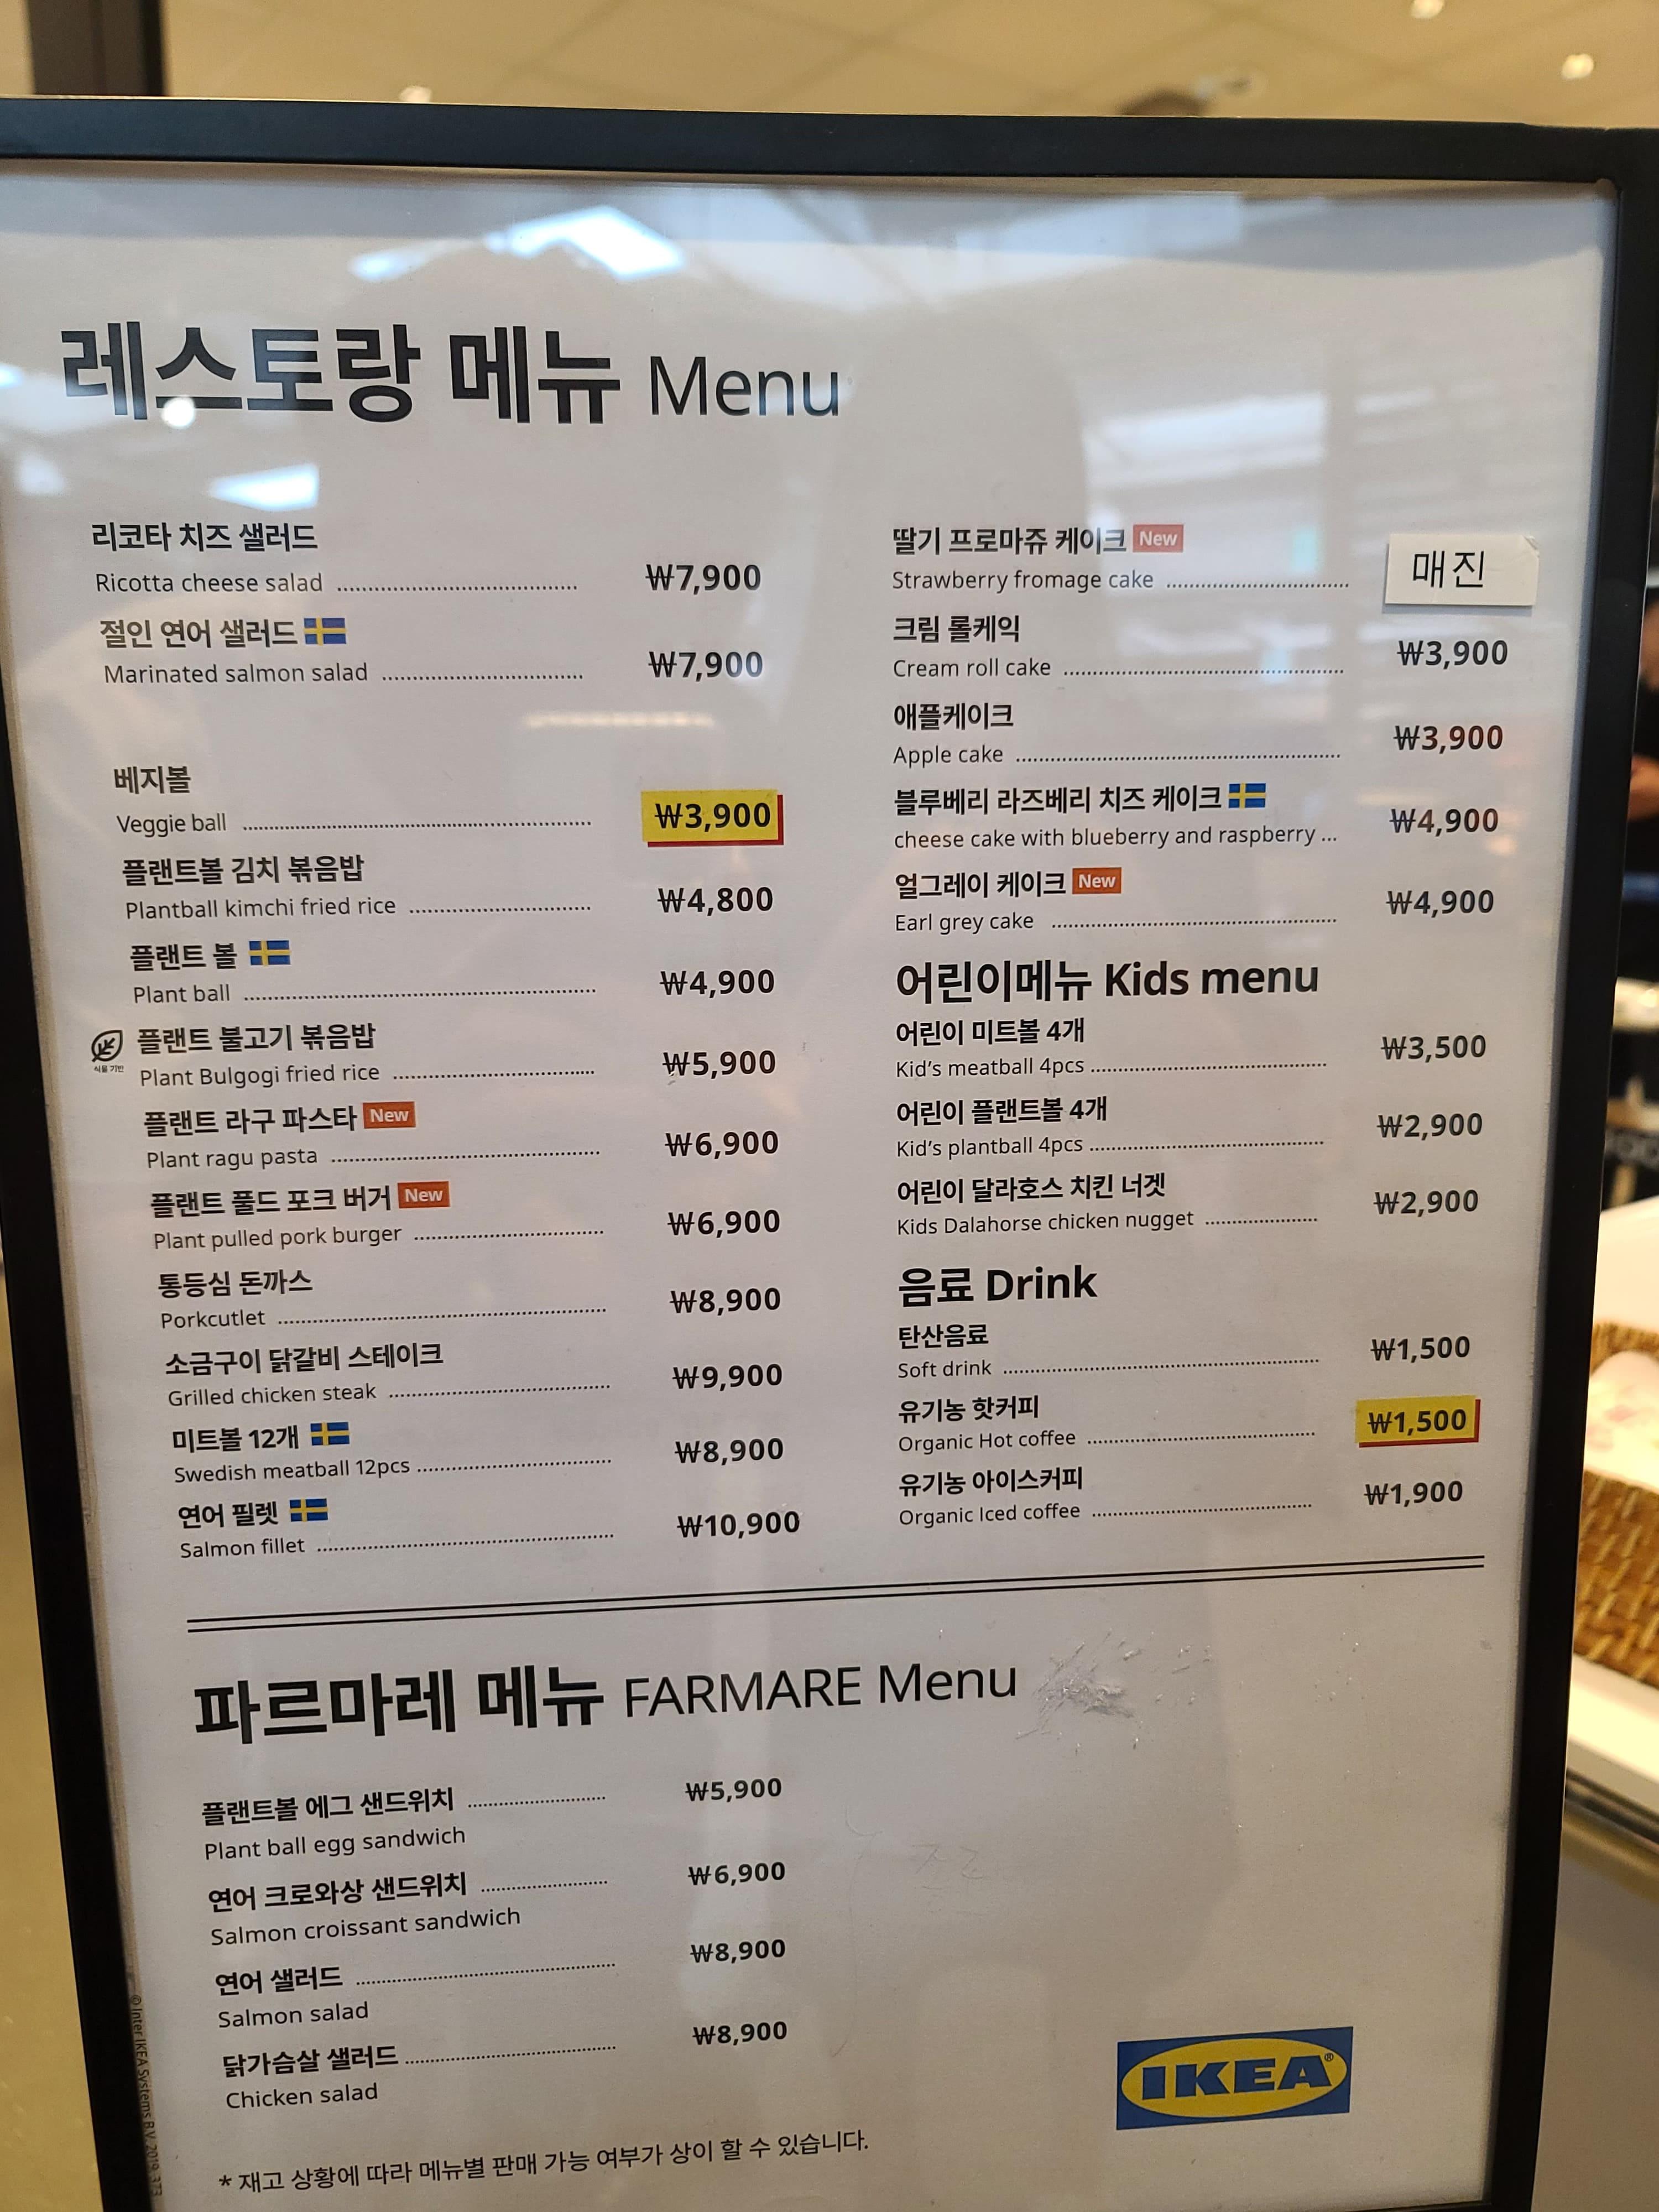 레스토랑 메뉴 Menu
리코타 치즈 샐러드
Ricotta cheese salad ₩7,900
절인 연어 샐러드
Marinated salmon salad ₩7,900
베지볼
Veggie ball ₩3,900
플랜트볼 김치 볶음밥
Plantball kimchi fried rice ₩4,800
플랜트 볼
Plant ball ₩4,900
식물 기반
플랜트 불고기 볶음밥
Plant Bulgogi fried rice ₩5,900
플랜트 라구 파스타 New
Plant ragu pasta ₩6,900
플랜트 풀드 포크 버거 New
Plant pulled pork burger ₩6,900
통등심 돈까스
Porkcutlet ₩8,900
소금구이 닭갈비 스테이크
Grilled chicken steak ₩9,900
미트볼 12개
Swedish meatball 12pcs ₩8,900
연어 필렛
Salmon fillet ₩10,900
딸기 프로마쥬 케이크 New
Strawberry fromage cake 매진
크림 롤케익
Cream roll cake ₩3,900
애플케이크
Apple cake ₩3,900
블루베리 라즈베리 치즈 케이크
cheese cake with blueberry and raspberry ... ₩4,900
얼그레이 케이크 New
Earl grey cake ₩4,900
어린이메뉴 Kids menu
어린이 미트볼 4개
Kid's meatball 4pcs ₩3,500
어린이 플랜트볼 4개
Kid's plantball 4pcs ₩2,900
어린이 달라호스 치킨 너겟
Kids Dalahorse chicken nugget ₩2,900
음료 Drink
탄산음료
Soft drink ₩1,500
유기농 핫커피
Organic Hot coffee ₩1,500
유기농 아이스커피
Organic Iced coffee ₩1,900
파르마레 메뉴 FARMARE Menu
플랜트볼 에그 샌드위치 ₩5,900
Plant ball egg sandwich
연어 크로와상 샌드위치 ₩6,900
Salmon croissant sandwich
연어 샐러드 ₩8,900
Salmon salad
닭가슴살 샐러드 ₩8,900
Chicken salad
IKEA®
* 재고 상황에 따라 메뉴별 판매 가능 여부가 상이 할 수 있습니다.
© Inter IKEA Systems B.V. 2019